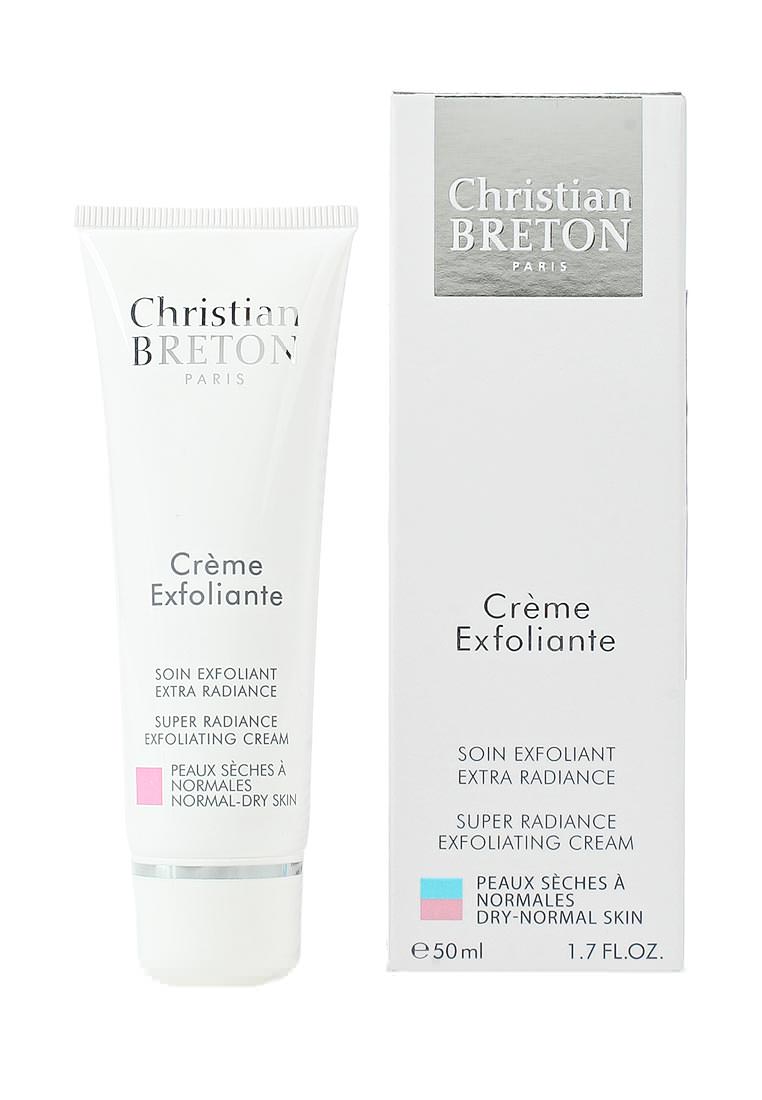 Christian
BRETON
PARIS
Crème
Exfoliante
SOIN EXFOLIANT
EXTRA RADIANCE
SUPER RADIANCE
EXFOLIATING CREAM
PEAUX SÈCHES À
NORMALES
NORMAL-DRY SKIN
Christian
BRETON
PARIS
Crème
Exfoliante
SOIN EXFOLIANT
EXTRA RADIANCE
SUPER RADIANCE
EXFOLIATING CREAM
PEAUX SÈCHES À
NORMALES
DRY-NORMAL SKIN
℮50 ml 1.7 FL.OZ.